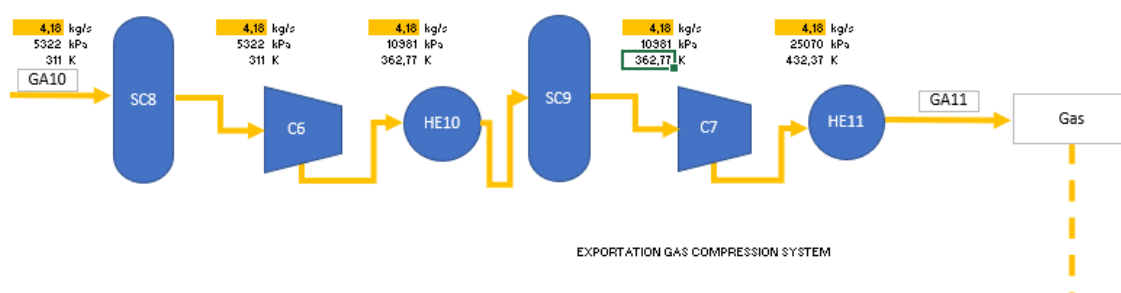 4,18 kg/s
5322 kPa
311 K
4,18 kg/s
5322 kPa
311 K
4,18 kg/s
10981 kPa
362,77 K
4,18 kg/s
10981 kPa
362,77 K
4,18 kg/s
25070 kPa
432,37 K
GA10
SC8
C6
HE10
SC9
C7
HE11
GA11
Gas
EXPORTATION GAS COMPRESSION SYSTEM